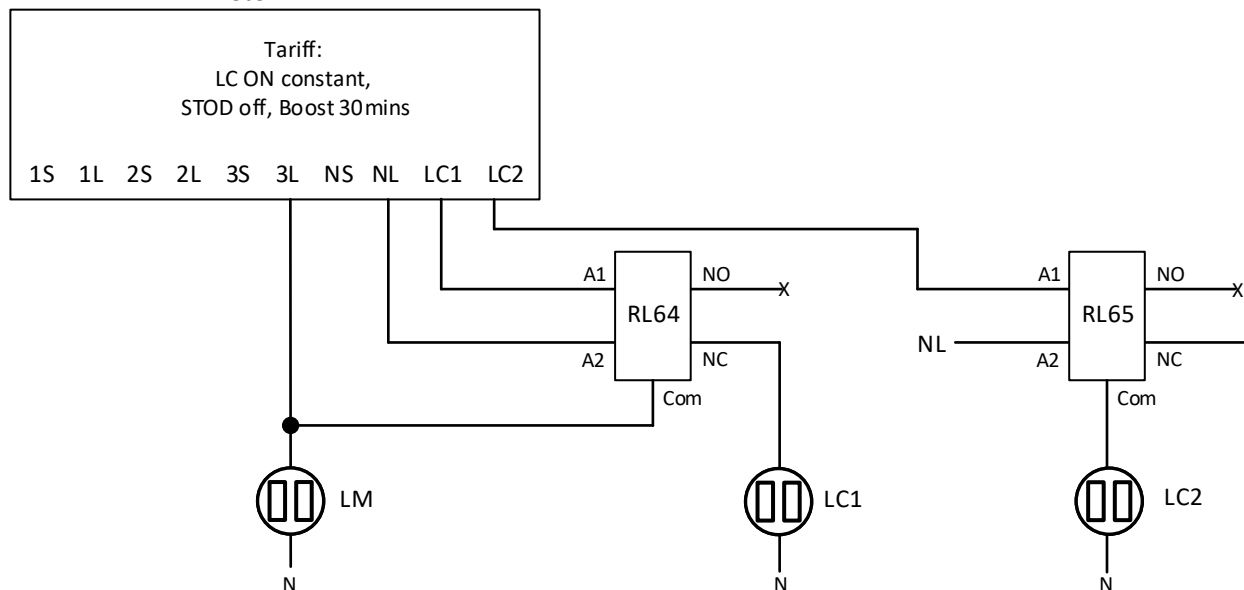 Tariff:
LC ON constant,
STOD off, Boost 30mins
1S 1L 2S 2L 3S 3L NS NL LC1 LC2
A1 NO A1 NO
X X
RL64 RL65
NL
A2 NC A2 NC
Com Com
LM LC1 LC2
N N N